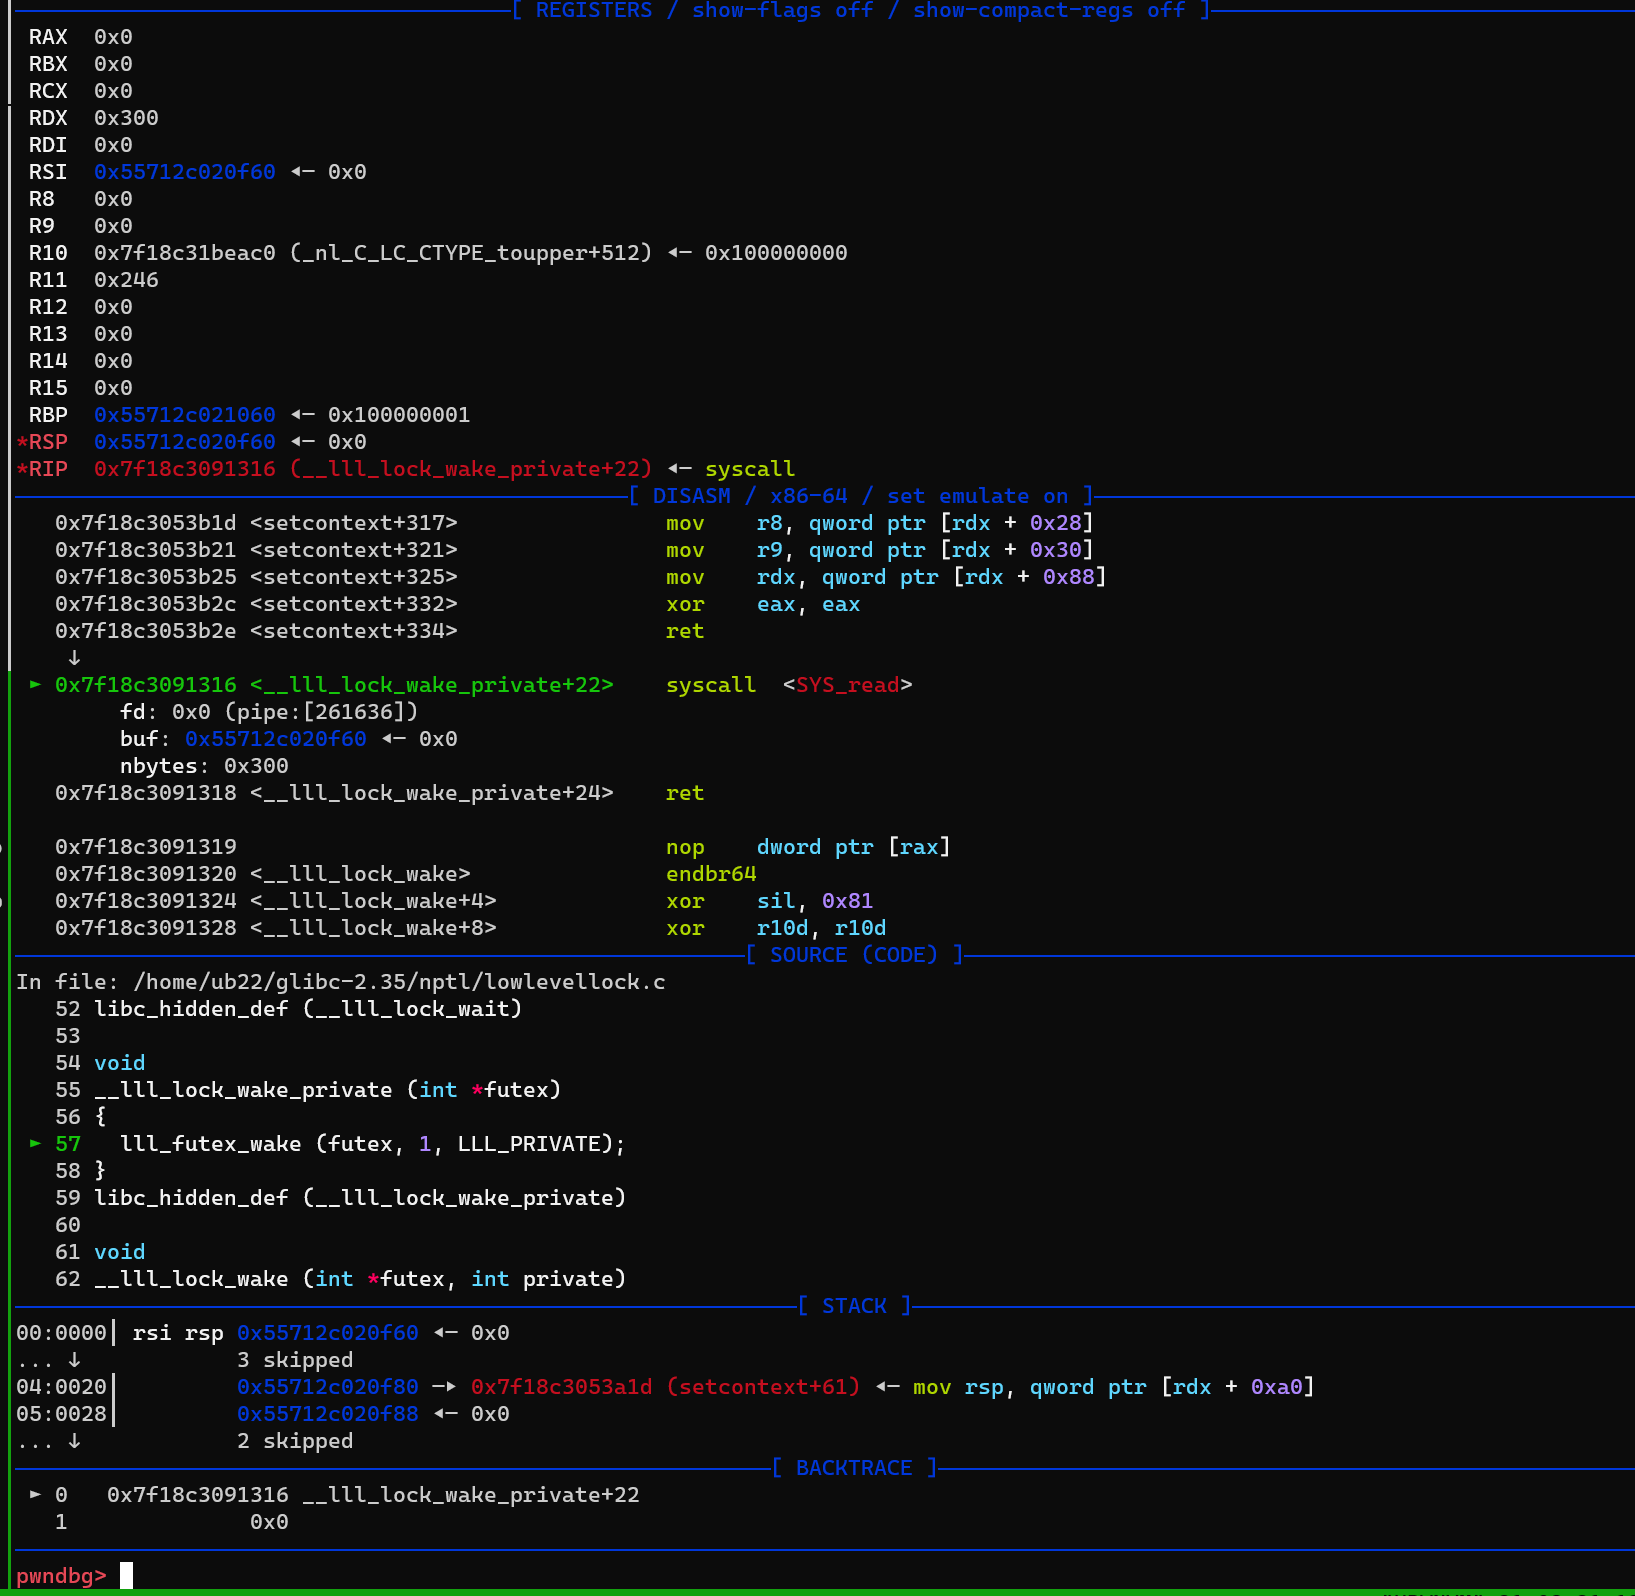 [ REGISTERS / show-flags off / show-compact-regs off ]
RAX  0x0
RBX  0x0
RCX  0x0
RDX  0x300
RDI  0x0
RSI  0x55712c020f60 ◂— 0x0
R8   0x0
R9   0x0
R10  0x7f18c31beac0 (_nl_C_LC_CTYPE_toupper+512) ◂— 0x100000000
R11  0x246
R12  0x0
R13  0x0
R14  0x0
R15  0x0
RBP  0x55712c021060 ◂— 0x100000001
*RSP  0x55712c020f60 ◂— 0x0
*RIP  0x7f18c3091316 (__lll_lock_wake_private+22) ◂— syscall
[ DISASM / x86-64 / set emulate on ]
0x7f18c3053b1d <setcontext+317>    mov    r8, qword ptr [rdx + 0x28]
0x7f18c3053b21 <setcontext+321>    mov    r9, qword ptr [rdx + 0x30]
0x7f18c3053b25 <setcontext+325>    mov    rdx, qword ptr [rdx + 0x88]
0x7f18c3053b2c <setcontext+332>    xor    eax, eax
0x7f18c3053b2e <setcontext+334>    ret
↓
► 0x7f18c3091316 <__lll_lock_wake_private+22>    syscall  <SYS_read>
fd: 0x0 (pipe:[261636])
buf: 0x55712c020f60 ◂— 0x0
nbytes: 0x300
0x7f18c3091318 <__lll_lock_wake_private+24>    ret
0x7f18c3091319    nop    dword ptr [rax]
0x7f18c3091320 <__lll_lock_wake>    endbr64
0x7f18c3091324 <__lll_lock_wake+4>    xor    sil, 0x81
0x7f18c3091328 <__lll_lock_wake+8>    xor    r10d, r10d
[ SOURCE (CODE) ]
In file: /home/ub22/glibc-2.35/nptl/lowlevellock.c
52 libc_hidden_def (__lll_lock_wait)
53
54 void
55 __lll_lock_wake_private (int *futex)
56 {
► 57   lll_futex_wake (futex, 1, LLL_PRIVATE);
58 }
59 libc_hidden_def (__lll_lock_wake_private)
60
61 void
62 __lll_lock_wake (int *futex, int private)
[ STACK ]
00:0000│ rsi rsp 0x55712c020f60 ◂— 0x0
... ↓            3 skipped
04:0020│         0x55712c020f80 —▸ 0x7f18c3053a1d (setcontext+61) ◂— mov rsp, qword ptr [rdx + 0xa0]
05:0028│         0x55712c020f88 ◂— 0x0
... ↓            2 skipped
[ BACKTRACE ]
► 0   0x7f18c3091316 __lll_lock_wake_private+22
1              0x0
pwndbg>